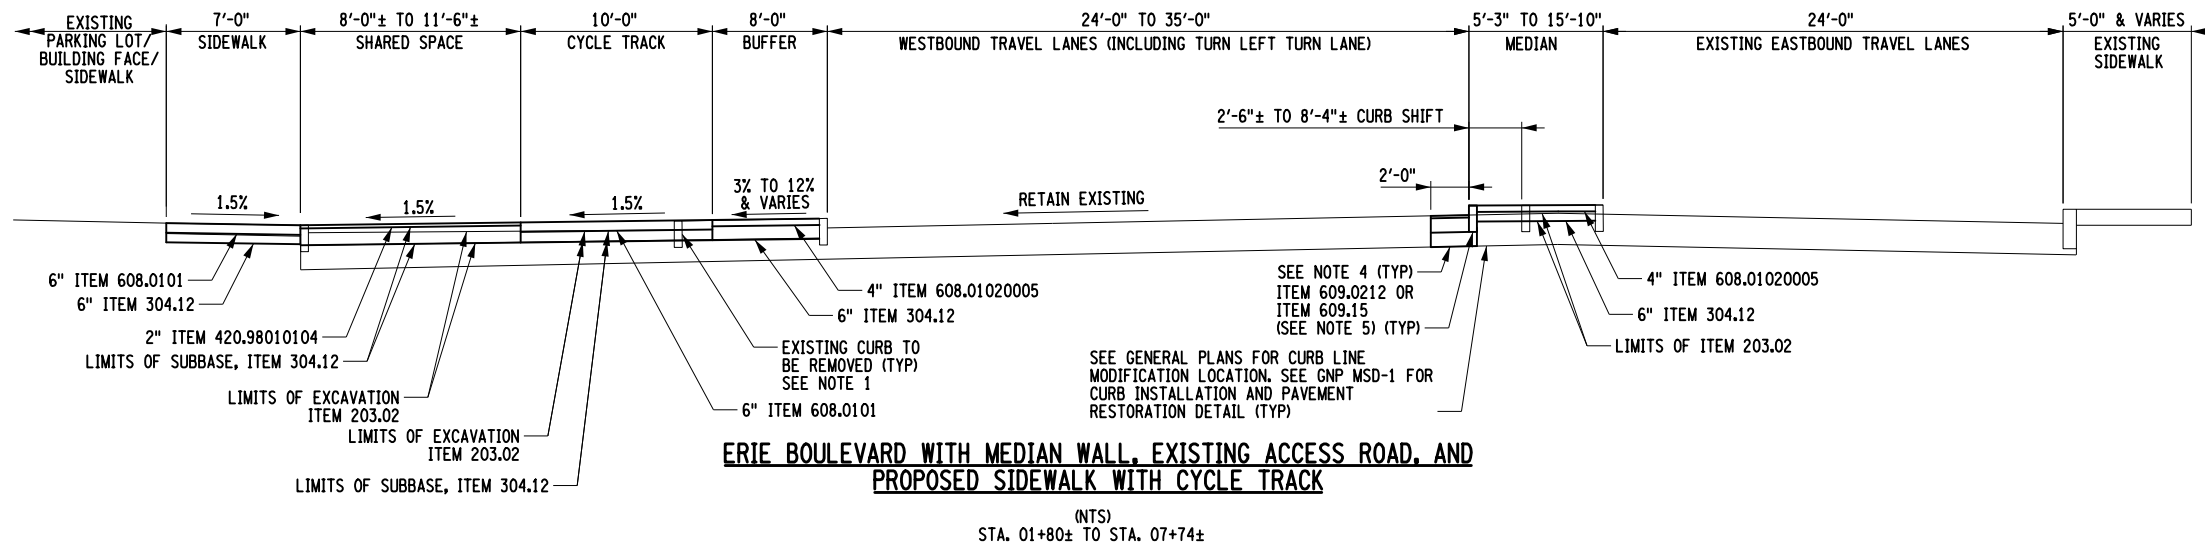 EXISTING
PARKING LOT/
BUILDING FACE/
SIDEWALK
7'-0"
SIDEWALK
8'-0"± TO 11'-6"±
SHARED SPACE
10'-0"
CYCLE TRACK
8'-0"
BUFFER
24'-0" TO 35'-0"
WESTBOUND TRAVEL LANES (INCLUDING TURN LEFT TURN LANE)
5'-3" TO 15'-10"
MEDIAN
24'-0"
EXISTING EASTBOUND TRAVEL LANES
5'-0" & VARIES
EXISTING
SIDEWALK
2'-6"± TO 8'-4"± CURB SHIFT
2'-0"
1.5%
1.5%
1.5%
3% TO 12%
& VARIES
RETAIN EXISTING
6" ITEM 608.0101
6" ITEM 304.12
2" ITEM 420.98010104
LIMITS OF SUBBASE, ITEM 304.12
LIMITS OF EXCAVATION
ITEM 203.02
LIMITS OF EXCAVATION
ITEM 203.02
LIMITS OF SUBBASE, ITEM 304.12
4" ITEM 608.01020005
6" ITEM 304.12
EXISTING CURB TO
BE REMOVED (TYP)
SEE NOTE 1
6" ITEM 608.0101
SEE NOTE 4 (TYP)
ITEM 609.0212 OR
ITEM 609.15
(SEE NOTE 5) (TYP)
SEE GENERAL PLANS FOR CURB LINE
MODIFICATION LOCATION. SEE GNP MSD-1 FOR
CURB INSTALLATION AND PAVEMENT
RESTORATION DETAIL (TYP)
4" ITEM 608.01020005
6" ITEM 304.12
LIMITS OF ITEM 203.02
ERIE BOULEVARD WITH MEDIAN WALL, EXISTING ACCESS ROAD, AND
PROPOSED SIDEWALK WITH CYCLE TRACK
(NTS)
STA. 01+80± TO STA. 07+74±